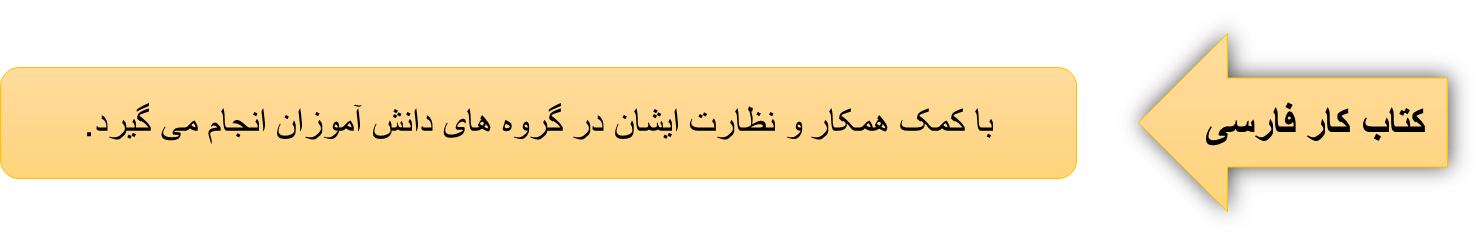 کتاب کار فارسی
با کمک همکار و نظارت ایشان در گروه های دانش آموزان انجام می گیرد.